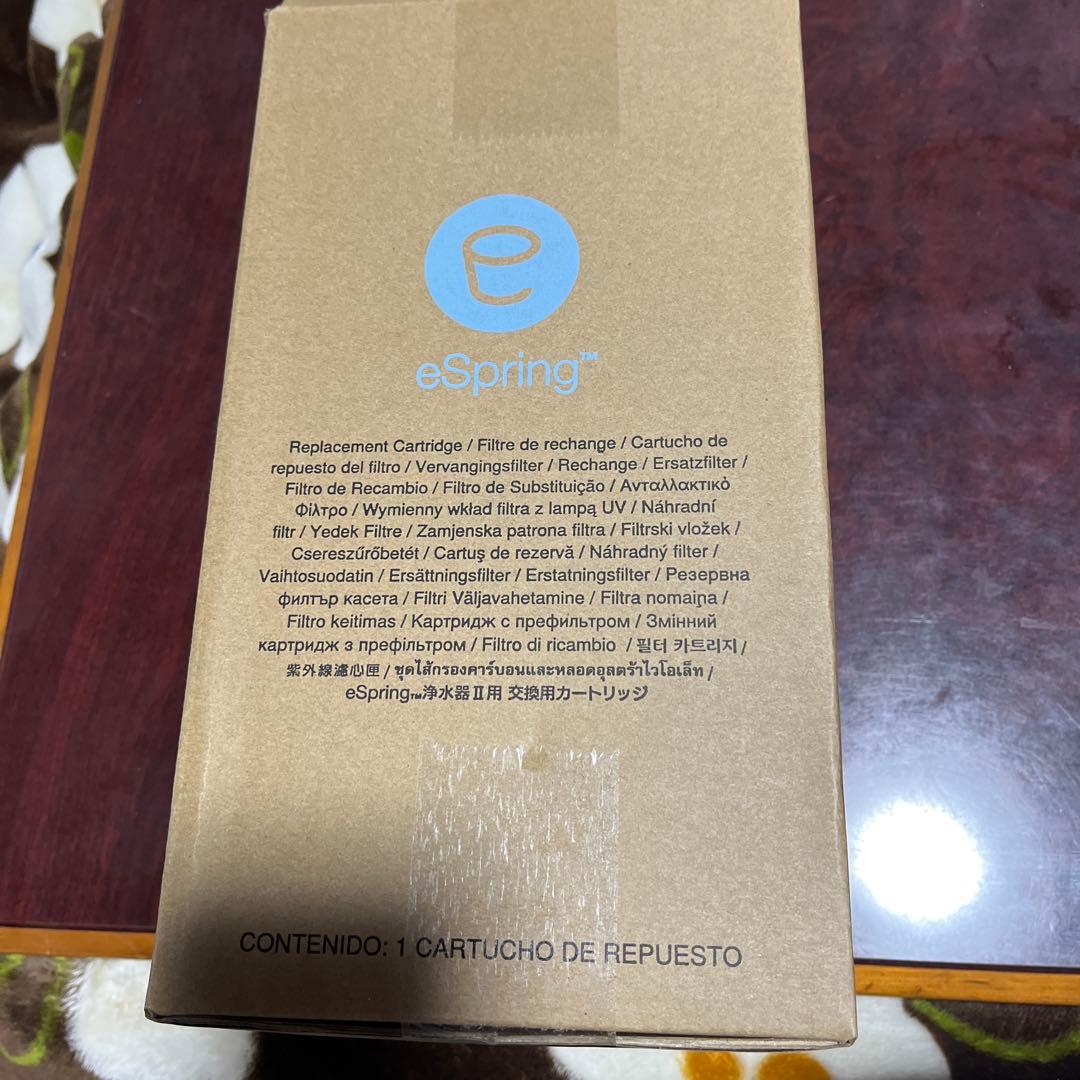 eSpring™
Replacement Cartridge / Filtre de rechange / Cartucho de
repuesto del filtro / Vervangingsfilter / Rechange / Ersatzfilter /
Filtro de Recambio / Filtro de Substituição / Ανταλλακτικό
Φίλτρο / Wymienny wkład filtra z lampą UV / Náhradní
filtr / Yedek Filtre / Zamjenska patrona filtra / Filtrski vložek /
Csereszűrőbetét / Cartuş de rezervă / Náhradný filter /
Vaihtosuodatin / Ersättningsfilter / Erstatningsfilter / Резервна
филтър касета / Filtri Väljavahetamine / Filtra nomaiņa /
Filtro keitimas / Картридж с префильтром / Змінний
картридж з префільтром / Filtro di ricambio / 필터 카트리지 /
紫外線濾心匣 / ชุดไส้กรองคาร์บอนและหลอดอุลตร้าไวโอเล็ท /
eSpring™浄水器Ⅱ用 交換用カートリッジ
CONTENIDO: 1 CARTUCHO DE REPUESTO